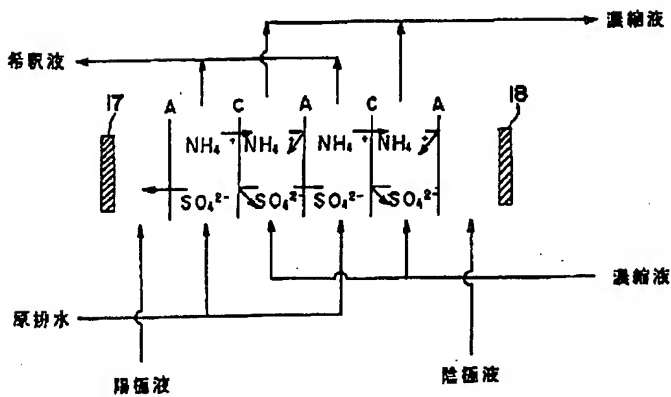 濃縮液
希釈液
17 A C A C A 18
NH₄⁺ NH₄⁺ NH₄⁺ NH₄⁺
SO₄²⁻ SO₄²⁻ SO₄²⁻ SO₄²⁻
濃縮液
原排水
陽極液 陰極液